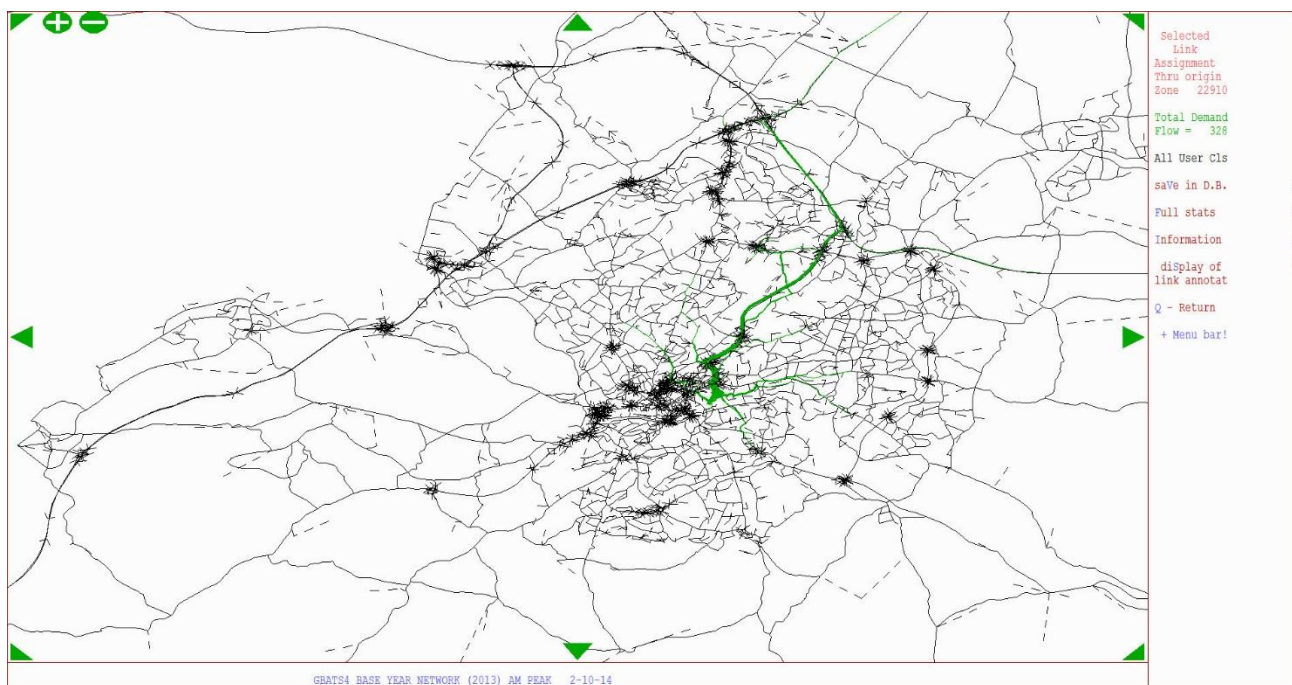 Selected
Link
Assignment
Thru origin
Zone 22910
Total Demand
Flow = 328
All User Cls
saVe in D.B.
Full stats
Information
diSplay of
link annotat
Q - Return
+ Menu bar!
GBATS4 BASE YEAR NETWORK (2013) AM PEAK 2-10-14